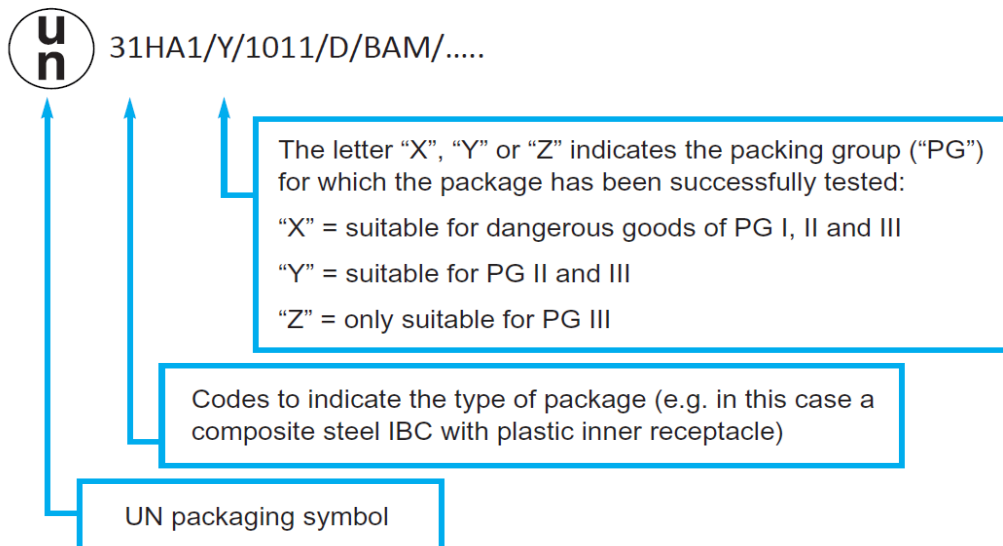 u
n
31HA1/Y/1011/D/BAM/.....
The letter “X”, “Y” or “Z” indicates the packing group (“PG”)
for which the package has been successfully tested:
“X” = suitable for dangerous goods of PG I, II and III
“Y” = suitable for PG II and III
“Z” = only suitable for PG III
Codes to indicate the type of package (e.g. in this case a
composite steel IBC with plastic inner receptacle)
UN packaging symbol